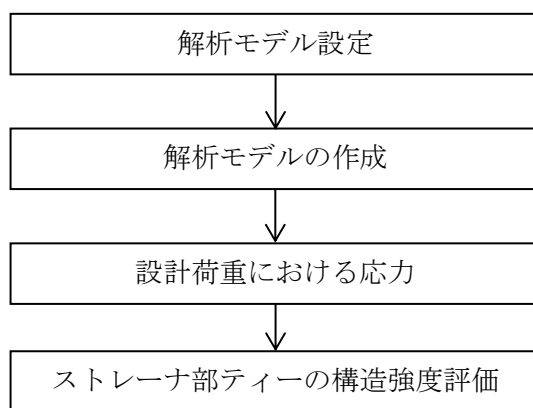 解析モデル設定
解析モデルの作成
設計荷重における応力
ストレーナ部ティーの構造強度評価